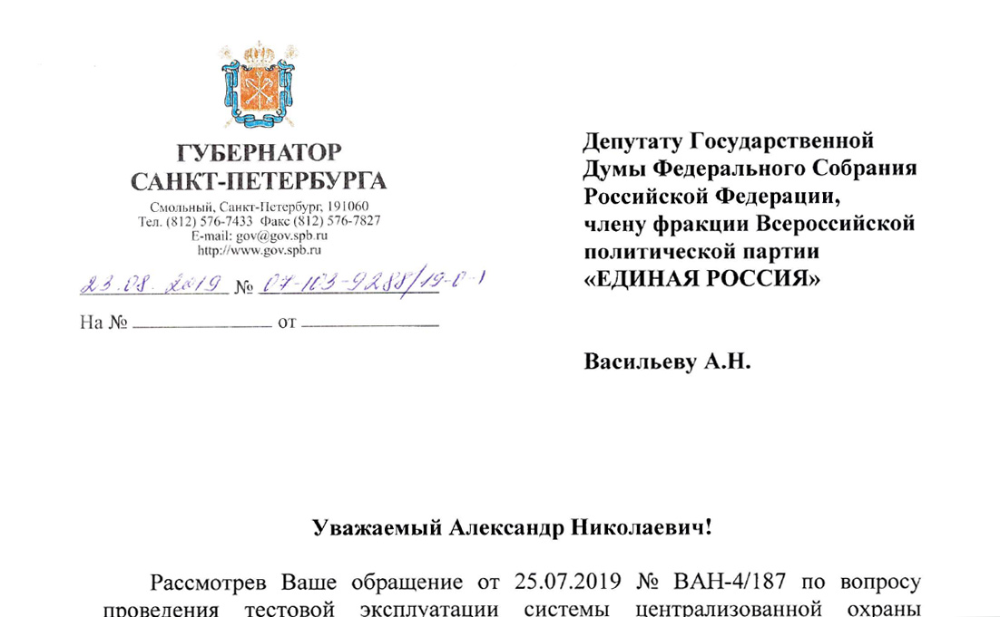 ГУБЕРНАТОР
САНКТ-ПЕТЕРБУРГА
Смольный, Санкт-Петербург, 191060
Тел. (812) 576-7433 Факс (812) 576-7827
E-mail: gov@gov.spb.ru
http://www.gov.spb.ru
23.08.2019 № 07-103-9288/19-0-1
На № от
Депутату Государственной
Думы Федерального Собрания
Российской Федерации,
члену фракции Всероссийской
политической партии
«ЕДИНАЯ РОССИЯ»
Васильеву А.Н.
Уважаемый Александр Николаевич!
Рассмотрев Ваше обращение от 25.07.2019 № ВАН-4/187 по вопросу
проведения тестовой эксплуатации системы централизованной охраны